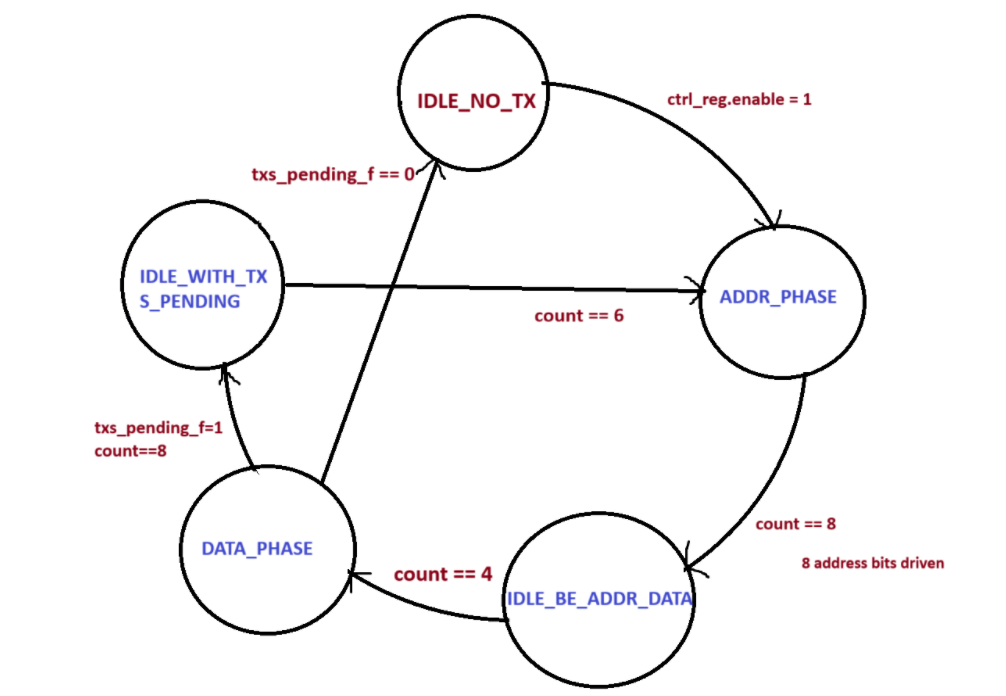 IDLE_NO_TX
ctrl_reg.enable = 1
txs_pending_f == 0
IDLE_WITH_TX
S_PENDING
ADDR_PHASE
count == 6
txs_pending_f=1
count==8
count == 8
8 address bits driven
DATA_PHASE
count == 4
IDLE_BE_ADDR_DATA